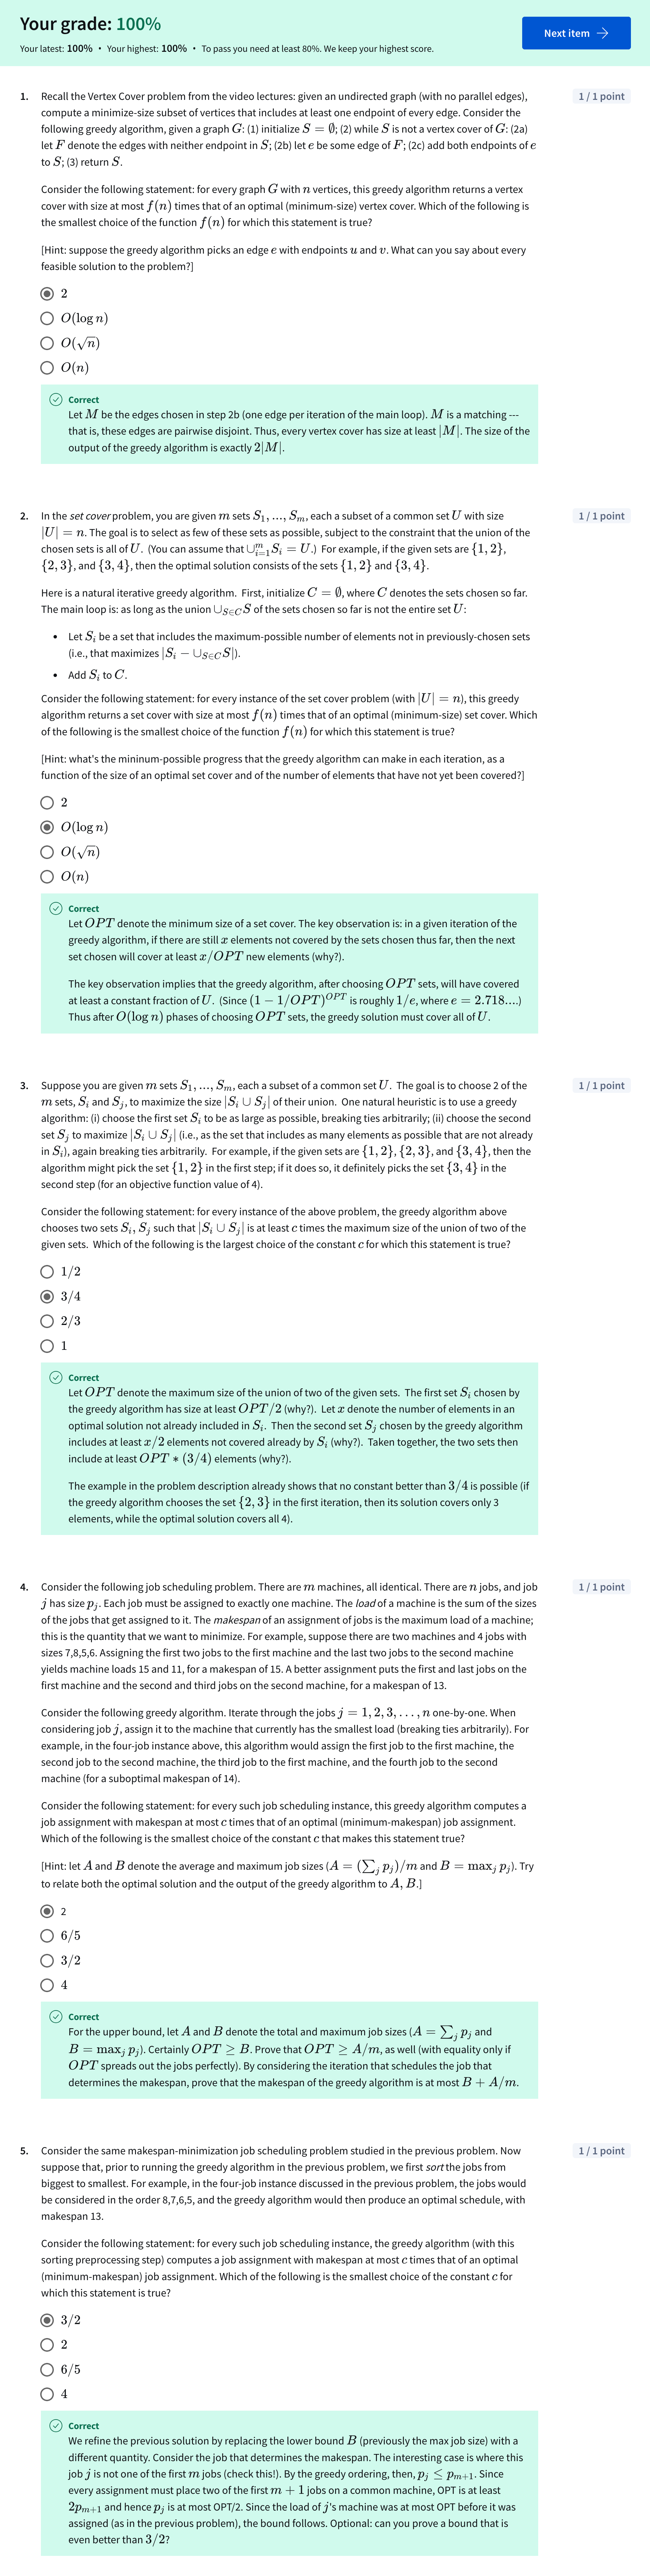 Your grade: 100%
Your latest: 100% • Your highest: 100% • To pass you need at least 80%. We keep your highest score.
Next item →
1. Recall the Vertex Cover problem from the video lectures: given an undirected graph (with no parallel edges),
1 / 1 point
compute a minimize-size subset of vertices that includes at least one endpoint of every edge. Consider the
following greedy algorithm, given a graph G: (1) initialize S = ∅; (2) while S is not a vertex cover of G: (2a)
let F denote the edges with neither endpoint in S; (2b) let e be some edge of F; (2c) add both endpoints of e
to S; (3) return S.
Consider the following statement: for every graph G with n vertices, this greedy algorithm returns a vertex
cover with size at most f(n) times that of an optimal (minimum-size) vertex cover. Which of the following is
the smallest choice of the function f(n) for which this statement is true?
[Hint: suppose the greedy algorithm picks an edge e with endpoints u and v. What can you say about every
feasible solution to the problem?]
2
O(log n)
O(√n)
O(n)
Correct
Let M be the edges chosen in step 2b (one edge per iteration of the main loop). M is a matching ---
that is, these edges are pairwise disjoint. Thus, every vertex cover has size at least |M|. The size of the
output of the greedy algorithm is exactly 2|M|.
2. In the set cover problem, you are given m sets S₁, ..., Sₘ, each a subset of a common set U with size
1 / 1 point
|U| = n. The goal is to select as few of these sets as possible, subject to the constraint that the union of the
chosen sets is all of U. (You can assume that ∪ᵢ₌₁ᵐ Sᵢ = U.) For example, if the given sets are {1, 2},
{2, 3}, and {3, 4}, then the optimal solution consists of the sets {1, 2} and {3, 4}.
Here is a natural iterative greedy algorithm. First, initialize C = ∅, where C denotes the sets chosen so far.
The main loop is: as long as the union ∪_{S∈C} S of the sets chosen so far is not the entire set U:
• Let Sᵢ be a set that includes the maximum-possible number of elements not in previously-chosen sets
(i.e., that maximizes |Sᵢ − ∪_{S∈C} S|).
• Add Sᵢ to C.
Consider the following statement: for every instance of the set cover problem (with |U| = n), this greedy
algorithm returns a set cover with size at most f(n) times that of an optimal (minimum-size) set cover. Which
of the following is the smallest choice of the function f(n) for which this statement is true?
[Hint: what's the mininum-possible progress that the greedy algorithm can make in each iteration, as a
function of the size of an optimal set cover and of the number of elements that have not yet been covered?]
2
O(log n)
O(√n)
O(n)
Correct
Let OPT denote the minimum size of a set cover. The key observation is: in a given iteration of the
greedy algorithm, if there are still x elements not covered by the sets chosen thus far, then the next
set chosen will cover at least x/OPT new elements (why?).
The key observation implies that the greedy algorithm, after choosing OPT sets, will have covered
at least a constant fraction of U. (Since (1 − 1/OPT)^{OPT} is roughly 1/e, where e = 2.718....)
Thus after O(log n) phases of choosing OPT sets, the greedy solution must cover all of U.
3. Suppose you are given m sets S₁, ..., Sₘ, each a subset of a common set U. The goal is to choose 2 of the
1 / 1 point
m sets, Sᵢ and Sⱼ, to maximize the size |Sᵢ ∪ Sⱼ| of their union. One natural heuristic is to use a greedy
algorithm: (i) choose the first set Sᵢ to be as large as possible, breaking ties arbitrarily; (ii) choose the second
set Sⱼ to maximize |Sᵢ ∪ Sⱼ| (i.e., as the set that includes as many elements as possible that are not already
in Sᵢ), again breaking ties arbitrarily. For example, if the given sets are {1, 2}, {2, 3}, and {3, 4}, then the
algorithm might pick the set {1, 2} in the first step; if it does so, it definitely picks the set {3, 4} in the
second step (for an objective function value of 4).
Consider the following statement: for every instance of the above problem, the greedy algorithm above
chooses two sets Sᵢ, Sⱼ such that |Sᵢ ∪ Sⱼ| is at least c times the maximum size of the union of two of the
given sets. Which of the following is the largest choice of the constant c for which this statement is true?
1/2
3/4
2/3
1
Correct
Let OPT denote the maximum size of the union of two of the given sets. The first set Sᵢ chosen by
the greedy algorithm has size at least OPT/2 (why?). Let x denote the number of elements in an
optimal solution not already included in Sᵢ. Then the second set Sⱼ chosen by the greedy algorithm
includes at least x/2 elements not covered already by Sᵢ (why?). Taken together, the two sets then
include at least OPT ∗ (3/4) elements (why?).
The example in the problem description already shows that no constant better than 3/4 is possible (if
the greedy algorithm chooses the set {2, 3} in the first iteration, then its solution covers only 3
elements, while the optimal solution covers all 4).
4. Consider the following job scheduling problem. There are m machines, all identical. There are n jobs, and job
1 / 1 point
j has size pⱼ. Each job must be assigned to exactly one machine. The load of a machine is the sum of the sizes
of the jobs that get assigned to it. The makespan of an assignment of jobs is the maximum load of a machine;
this is the quantity that we want to minimize. For example, suppose there are two machines and 4 jobs with
sizes 7,8,5,6. Assigning the first two jobs to the first machine and the last two jobs to the second machine
yields machine loads 15 and 11, for a makespan of 15. A better assignment puts the first and last jobs on the
first machine and the second and third jobs on the second machine, for a makespan of 13.
Consider the following greedy algorithm. Iterate through the jobs j = 1, 2, 3, . . . , n one-by-one. When
considering job j, assign it to the machine that currently has the smallest load (breaking ties arbitrarily). For
example, in the four-job instance above, this algorithm would assign the first job to the first machine, the
second job to the second machine, the third job to the first machine, and the fourth job to the second
machine (for a suboptimal makespan of 14).
Consider the following statement: for every such job scheduling instance, this greedy algorithm computes a
job assignment with makespan at most c times that of an optimal (minimum-makespan) job assignment.
Which of the following is the smallest choice of the constant c that makes this statement true?
[Hint: let A and B denote the average and maximum job sizes (A = (∑ⱼ pⱼ)/m and B = maxⱼ pⱼ). Try
to relate both the optimal solution and the output of the greedy algorithm to A, B.]
2
6/5
3/2
4
Correct
For the upper bound, let A and B denote the total and maximum job sizes (A = ∑ⱼ pⱼ and
B = maxⱼ pⱼ). Certainly OPT ≥ B. Prove that OPT ≥ A/m, as well (with equality only if
OPT spreads out the jobs perfectly). By considering the iteration that schedules the job that
determines the makespan, prove that the makespan of the greedy algorithm is at most B + A/m.
5. Consider the same makespan-minimization job scheduling problem studied in the previous problem. Now
1 / 1 point
suppose that, prior to running the greedy algorithm in the previous problem, we first sort the jobs from
biggest to smallest. For example, in the four-job instance discussed in the previous problem, the jobs would
be considered in the order 8,7,6,5, and the greedy algorithm would then produce an optimal schedule, with
makespan 13.
Consider the following statement: for every such job scheduling instance, the greedy algorithm (with this
sorting preprocessing step) computes a job assignment with makespan at most c times that of an optimal
(minimum-makespan) job assignment. Which of the following is the smallest choice of the constant c for
which this statement is true?
3/2
2
6/5
4
Correct
We refine the previous solution by replacing the lower bound B (previously the max job size) with a
different quantity. Consider the job that determines the makespan. The interesting case is where this
job j is not one of the first m jobs (check this!). By the greedy ordering, then, pⱼ ≤ pₘ₊₁. Since
every assignment must place two of the first m + 1 jobs on a common machine, OPT is at least
2pₘ₊₁ and hence pⱼ is at most OPT/2. Since the load of j's machine was at most OPT before it was
assigned (as in the previous problem), the bound follows. Optional: can you prove a bound that is
even better than 3/2?